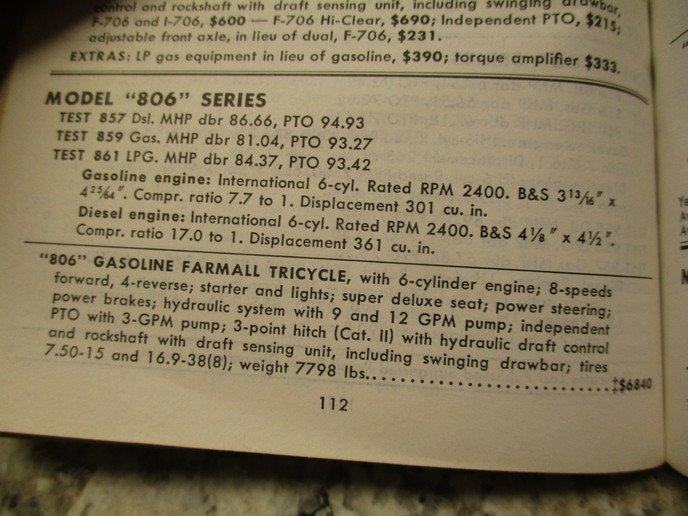 control and rockshaft with draft sensing unit, including swinging drawbar,
F-706 and I-706, $600 — F-706 Hi-Clear, $690; Independent PTO, $215;
adjustable front axle, in lieu of dual, F-706, $231.
EXTRAS: LP gas equipment in lieu of gasoline, $390; torque amplifier $333.
MODEL "806" SERIES
TEST 857 Dsl. MHP dbr 86.66, PTO 94.93
TEST 859 Gas. MHP dbr 81.04, PTO 93.27
TEST 861 LPG. MHP dbr 84.37, PTO 93.42
Gasoline engine: International 6-cyl. Rated RPM 2400. B&S 3 13/16" x
4 25/64". Compr. ratio 7.7 to 1. Displacement 301 cu. in.
Diesel engine: International 6-cyl. Rated RPM 2400. B&S 4⅛" x 4½".
Compr. ratio 17.0 to 1. Displacement 361 cu. in.
"806" GASOLINE FARMALL TRICYCLE, with 6-cylinder engine; 8-speeds
forward, 4-reverse; starter and lights; super deluxe seat; power steering;
power brakes; hydraulic system with 9 and 12 GPM pump; independent
PTO with 3-GPM pump; 3-point hitch (Cat. II) with hydraulic draft control
and rockshaft with draft sensing unit, including swinging drawbar; tires
7.50-15 and 16.9-38(8); weight 7798 lbs.............................‡$6840
112